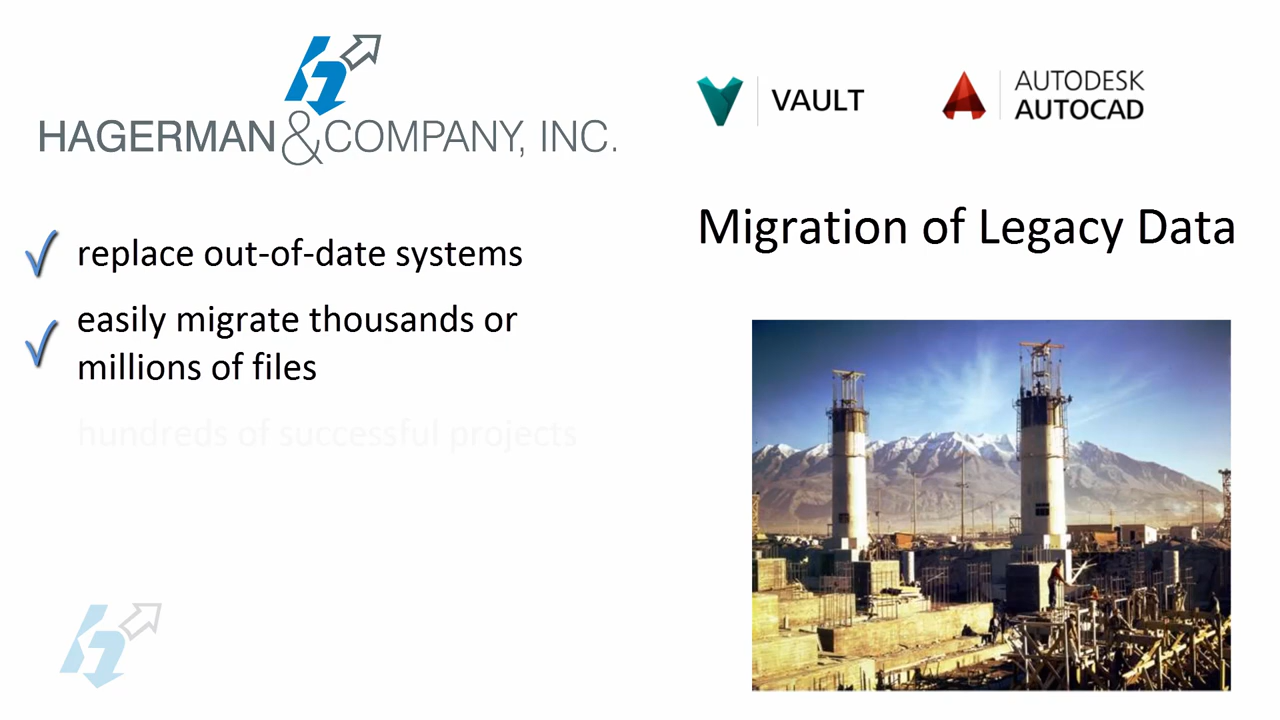 HAGERMAN & COMPANY, INC.
VAULT
AUTODESK
AUTOCAD
Migration of Legacy Data
replace out-of-date systems
easily migrate thousands or
millions of files
hundreds of successful projects